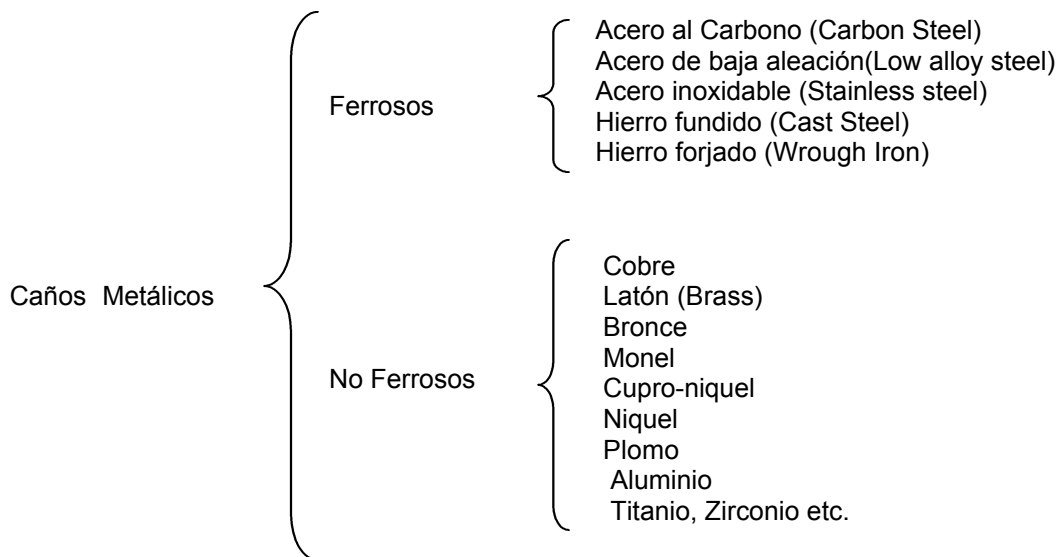 Caños Metálicos
Ferrosos
Acero al Carbono (Carbon Steel)
Acero de baja aleación(Low alloy steel)
Acero inoxidable (Stainless steel)
Hierro fundido (Cast Steel)
Hierro forjado (Wrough Iron)
No Ferrosos
Cobre
Latón (Brass)
Bronce
Monel
Cupro-niquel
Niquel
Plomo
Aluminio
Titanio, Zirconio etc.